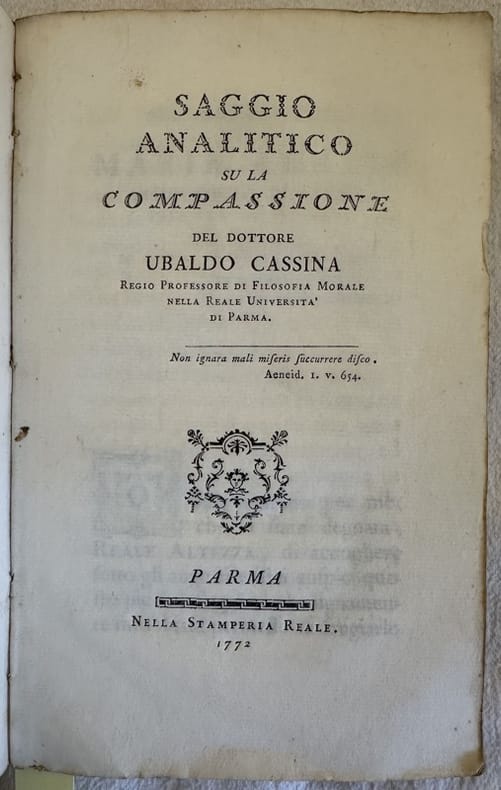 SAGGIO
ANALITICO
SU LA
COMPASSIONE
DEL DOTTORE
UBALDO CASSINA
REGIO PROFESSORE DI FILOSOFIA MORALE
NELLA REALE UNIVERSITA'
DI PARMA.
Non ignara mali miſeris ſuccurrere diſco.
Aeneid. 1. v. 654.
PARMA
NELLA STAMPERIA REALE.
1772